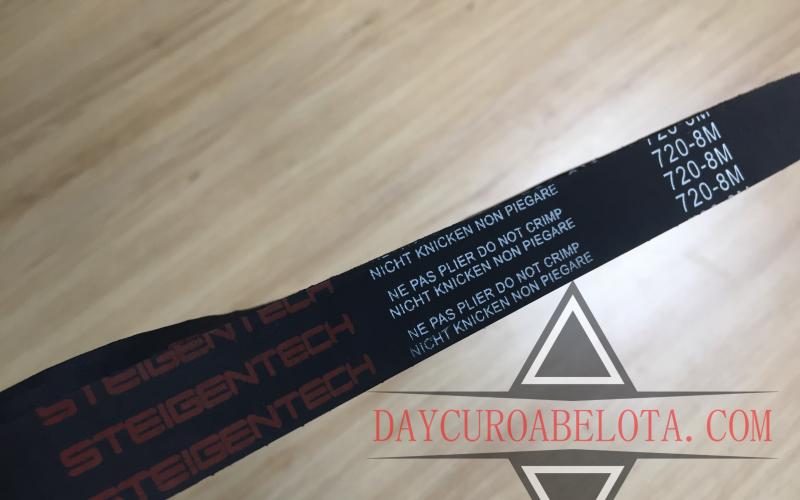 720-8M
720-8M
720-8M
NICHT KNICKEN NON PIEGARE
NE PAS PLIER DO NOT CRIMP
NICHT KNICKEN NON PIEGARE
NE PAS PLIER DO NOT CRIMP
NICHT KNICKEN NON PIEGARE
STEIGENTECH
STEIGENTECH
STEIGENTECH
DAYCUROABELOTA. COM